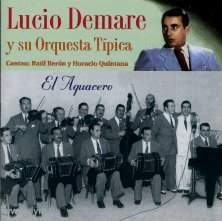 Lucio Demare
y su Orquesta Típica
Cantan: Raúl Berón y Horacio Quintana
El Aguacero